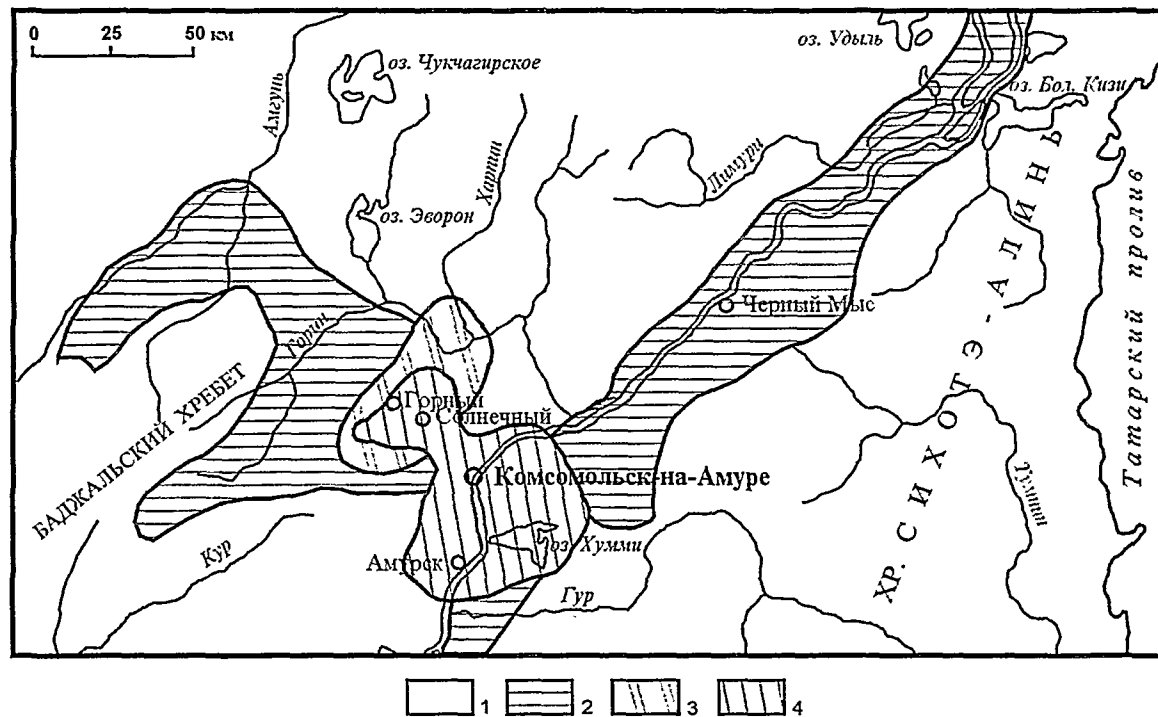 0 25 50 км
оз. Удыль
оз. Чукчагирское
оз. Бол. Кизи
Амгунь
Харпин
Лимури
оз. Эворон
Татарский пролив
ХР. СИХОТЭ-АЛИНЬ
Черный Мыс
Горин
Горный
Солнечный
БАДЖАЛЬСКИЙ ХРЕБЕТ
Комсомольск-на-Амуре
Тумнин
оз. Хумми
Амурск
Кур
Гур
1 2 3 4